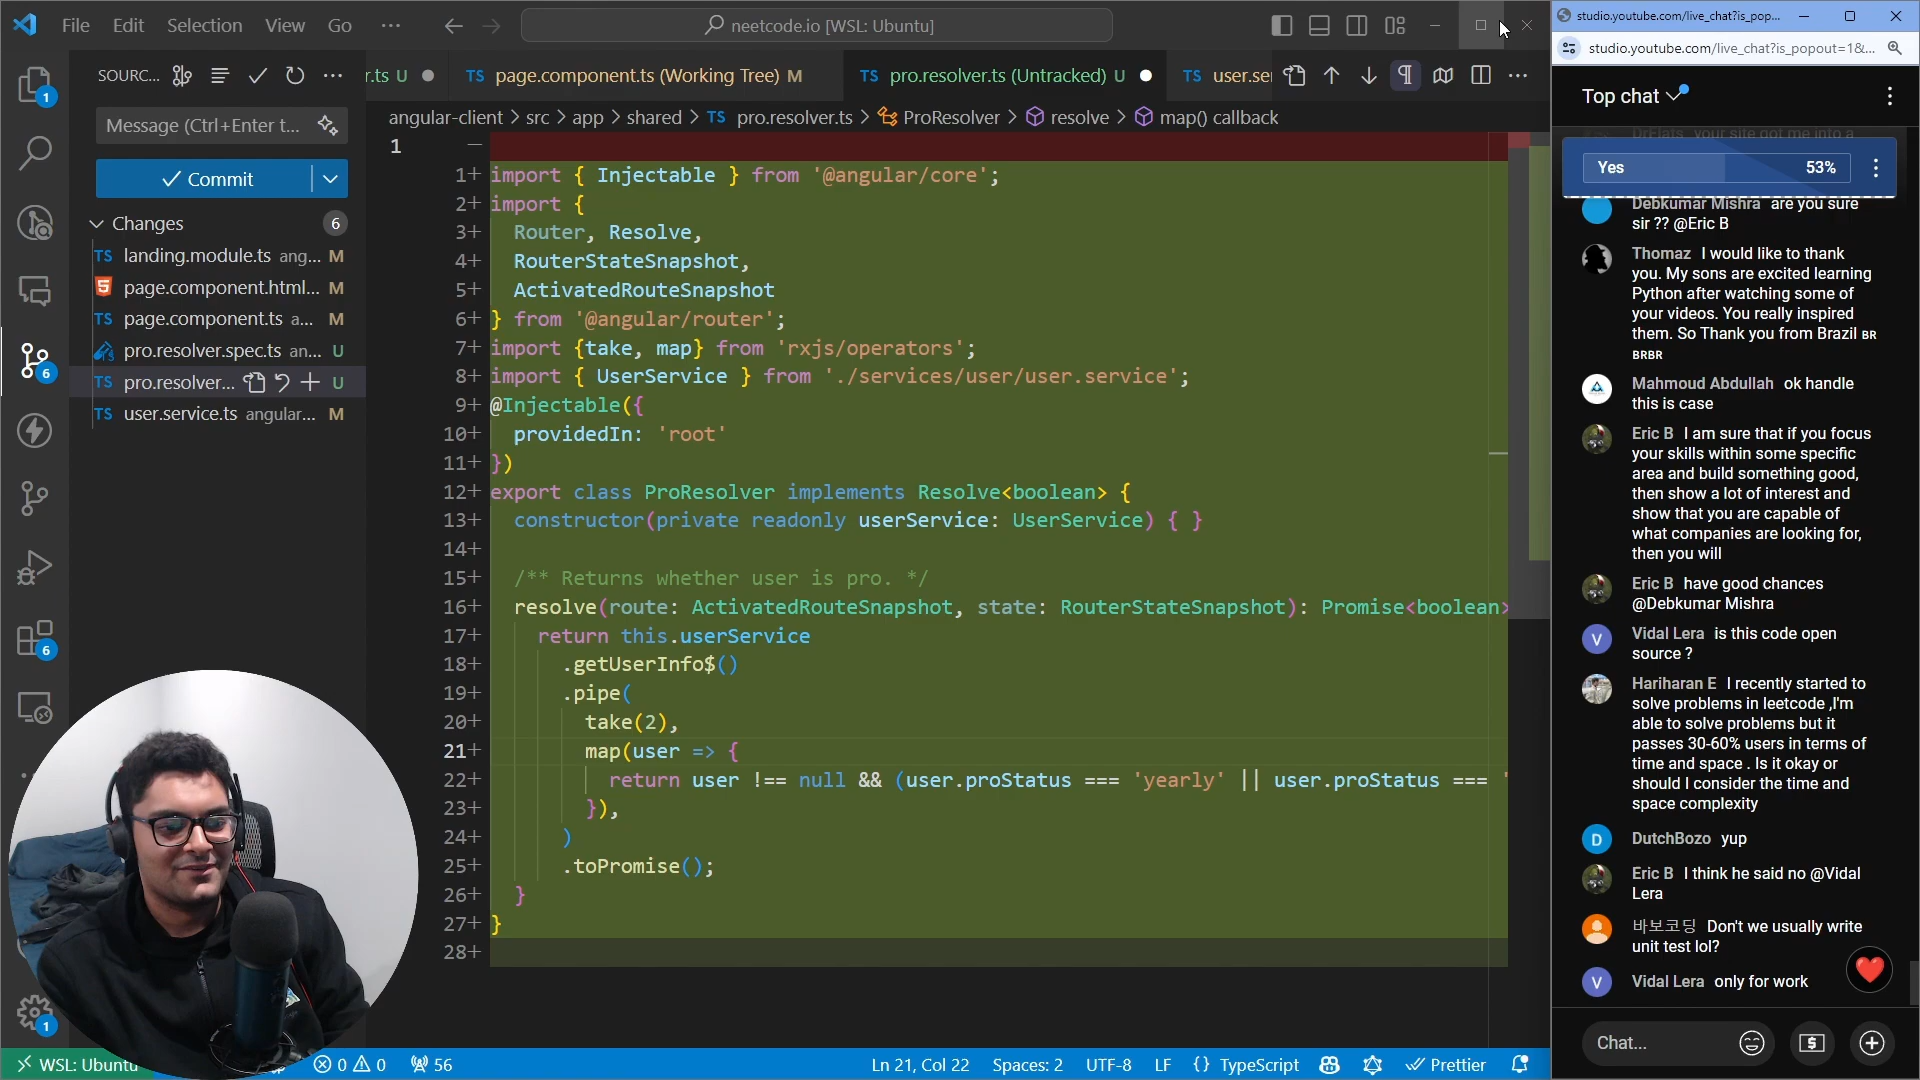 File Edit Selection View Go ···
neetcode.io [WSL: Ubuntu]
SOURC...
r.ts U
TS page.component.ts (Working Tree) M
TS pro.resolver.ts (Untracked) U
TS user.se
angular-client > src > app > shared > TS pro.resolver.ts > ProResolver > resolve > map() callback
Message (Ctrl+Enter t...
Commit
Changes 6
TS landing.module.ts ang... M
page.component.html... M
TS page.component.ts a... M
pro.resolver.spec.ts an... U
TS pro.resolver... U
TS user.service.ts angular... M
1
6
6
1
1 —
1+ import { Injectable } from '@angular/core';
2+ import {
3+ Router, Resolve,
4+ RouterStateSnapshot,
5+ ActivatedRouteSnapshot
6+ } from '@angular/router';
7+ import {take, map} from 'rxjs/operators';
8+ import { UserService } from './services/user/user.service';
9+ @Injectable({
10+ providedIn: 'root'
11+ })
12+ export class ProResolver implements Resolve<boolean> {
13+ constructor(private readonly userService: UserService) { }
14+
15+ /** Returns whether user is pro. */
16+ resolve(route: ActivatedRouteSnapshot, state: RouterStateSnapshot): Promise<boolean>
17+ return this.userService
18+ .getUserInfo$()
19+ .pipe(
20+ take(2),
21+ map(user => {
22+ return user !== null && (user.proStatus === 'yearly' || user.proStatus === '
23+ }),
24+ )
25+ .toPromise();
26+ }
27+ }
28+
WSL: Ubuntu
0 0 56
Ln 21, Col 22 Spaces: 2 UTF-8 LF {} TypeScript Prettier
studio.youtube.com/live_chat?is_pop...
studio.youtube.com/live_chat?is_popout=1&...
Top chat
DrFlats your site got me into a
Yes 53%
Debkumar Mishra are you sure
sir ?? @Eric B
Thomaz I would like to thank
you. My sons are excited learning
Python after watching some of
your videos. You really inspired
them. So Thank you from Brazil BR
BRBR
Mahmoud Abdullah ok handle
this is case
Eric B I am sure that if you focus
your skills within some specific
area and build something good,
then show a lot of interest and
show that you are capable of
what companies are looking for,
then you will
Eric B have good chances
@Debkumar Mishra
V Vidal Lera is this code open
source ?
Hariharan E I recently started to
solve problems in leetcode ,I'm
able to solve problems but it
passes 30-60% users in terms of
time and space . Is it okay or
should I consider the time and
space complexity
D DutchBozo yup
Eric B I think he said no @Vidal
Lera
바보코딩 Don't we usually write
unit test lol?
V Vidal Lera only for work
Chat...